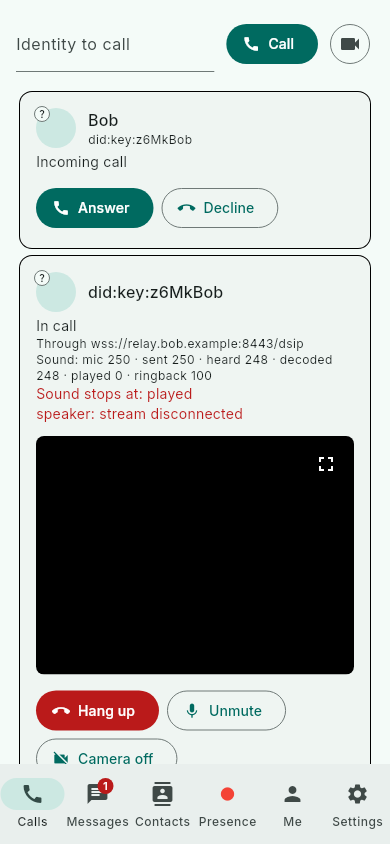 Identity to call
Call
?
Bob
did:key:z6MkBob
Incoming call
Answer
Decline
?
did:key:z6MkBob
In call
Through wss://relay.bob.example:8443/dsip
Sound: mic 250 · sent 250 · heard 248 · decoded
248 · played 0 · ringback 100
Sound stops at: played
speaker: stream disconnected
Hang up
Unmute
Camera off
1
Calls
Messages
Contacts
Presence
Me
Settings